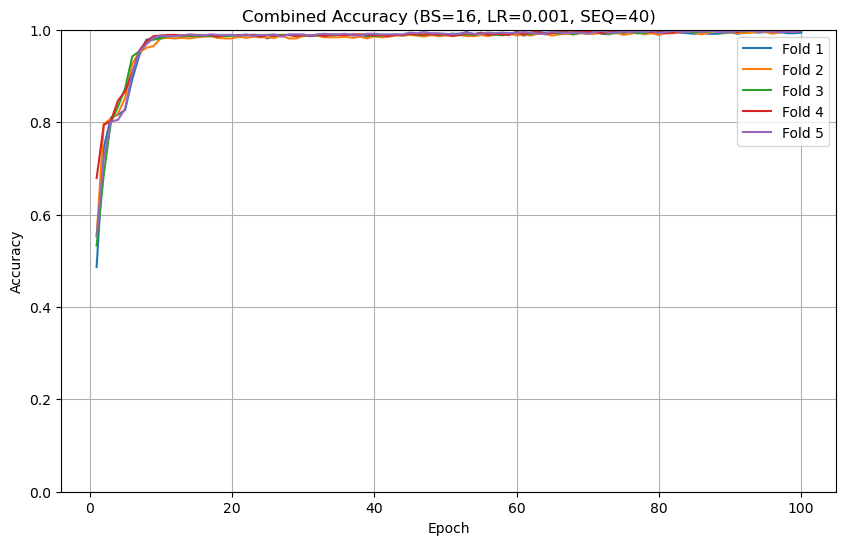 Combined Accuracy (BS=16, LR=0.001, SEQ=40)
1.0
0.8
0.6
0.4
0.2
0.0
Accuracy
0 20 40 60 80 100
Epoch
Fold 1
Fold 2
Fold 3
Fold 4
Fold 5